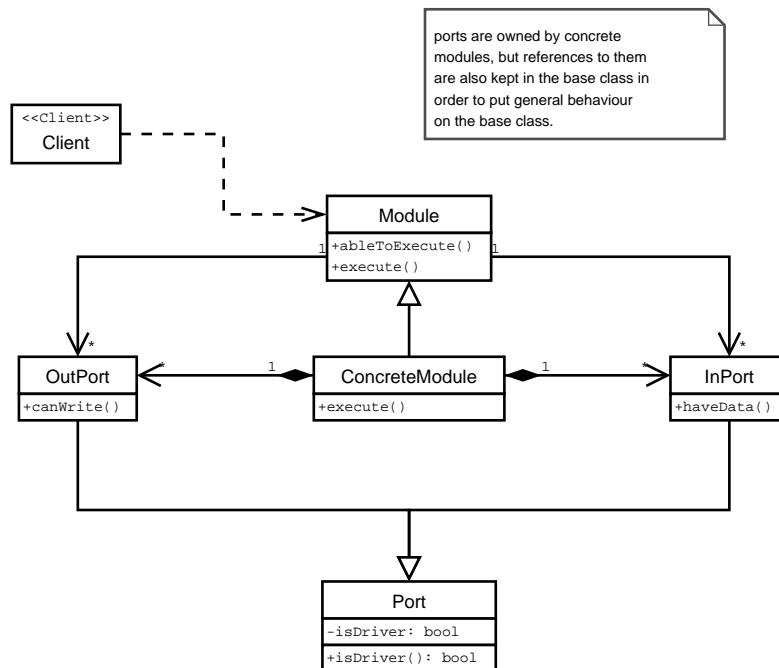 ports are owned by concrete
modules, but references to them
are also kept in the base class in
order to put general behaviour
on the base class.
<<Client>>
Client
Module
+ableToExecute()
+execute()
1
1
*
*
OutPort
+canWrite()
*
1
ConcreteModule
+execute()
1
*
InPort
+haveData()
Port
-isDriver: bool
+isDriver(): bool